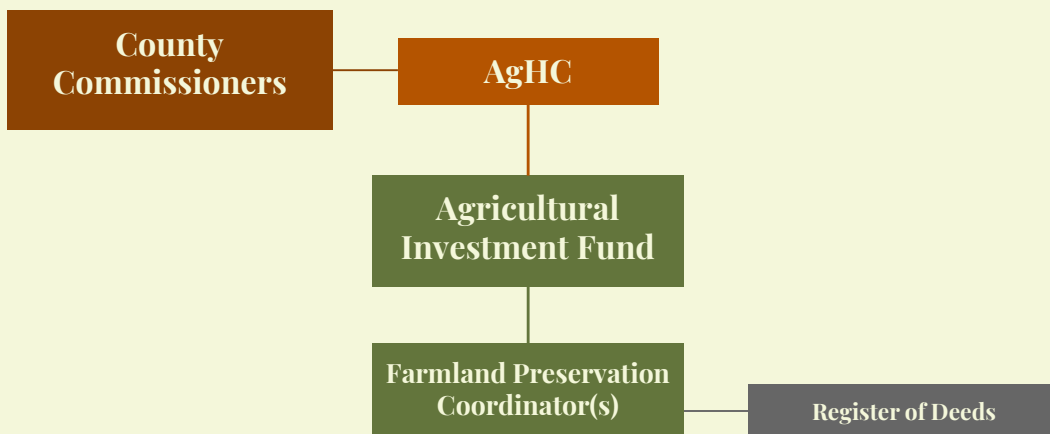 County
Commissioners
AgHC
Agricultural
Investment Fund
Farmland Preservation
Coordinator(s)
Register of Deeds